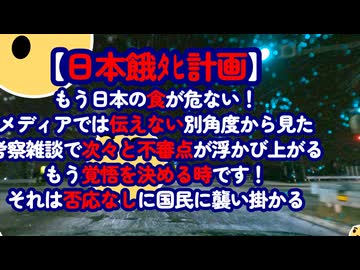 【日本餓ﾀﾋ計画】
もう日本の食が危ない！
メディアでは伝えない別角度から見た
考察雑談で次々と不審点が浮かび上がる
もう覚悟を決める時です！
それは否応なしに国民に襲い掛かる